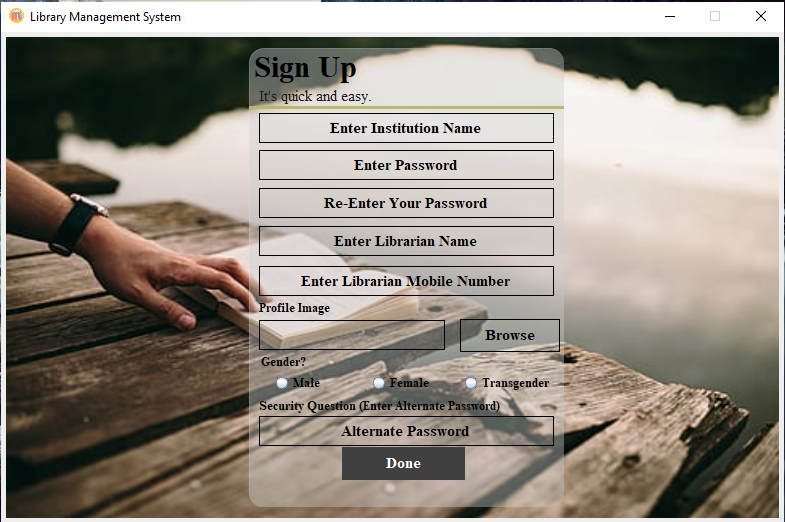 Library Management System
Sign Up
It's quick and easy.
Enter Institution Name
Enter Password
Re-Enter Your Password
Enter Librarian Name
Enter Librarian Mobile Number
Profile Image
Browse
Gender?
Male Female Transgender
Security Question (Enter Alternate Password)
Alternate Password
Done